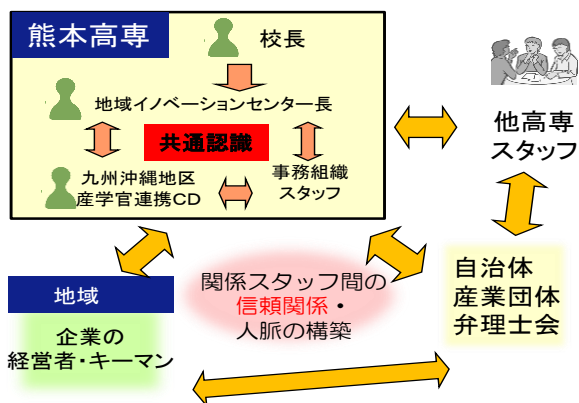 熊本高専
校長
地域イノベーションセンター長
共通認識
九州沖縄地区
産学官連携CD
事務組織
スタッフ
他高専
スタッフ
地域
企業の
経営者・キーマン
関係スタッフ間の
信頼関係・
人脈の構築
自治体
産業団体
弁理士会